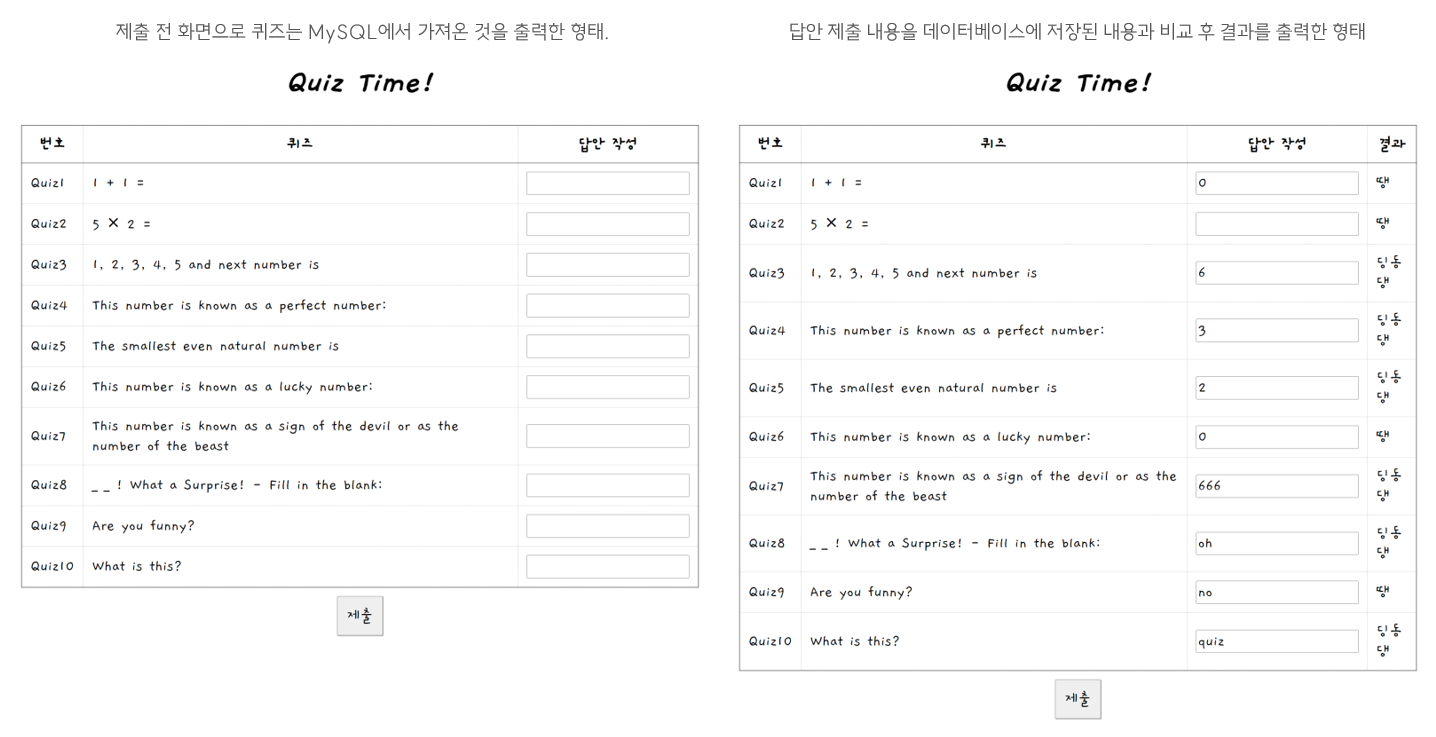 제출 전 화면으로 퀴즈는 MySQL에서 가져온 것을 출력한 형태.
Quiz Time!
번호 퀴즈 답안 작성
Quiz1 1 + 1 =
Quiz2 5 × 2 =
Quiz3 1, 2, 3, 4, 5 and next number is
Quiz4 This number is known as a perfect number:
Quiz5 The smallest even natural number is
Quiz6 This number is known as a lucky number:
Quiz7 This number is known as a sign of the devil or as the
number of the beast
Quiz8 _ _ ! What a Surprise! - Fill in the blank:
Quiz9 Are you funny?
Quiz10 What is this?
제출
답안 제출 내용을 데이터베이스에 저장된 내용과 비교 후 결과를 출력한 형태
Quiz Time!
번호 퀴즈 답안 작성 결과
Quiz1 1 + 1 = 0 땡
Quiz2 5 × 2 = 땡
Quiz3 1, 2, 3, 4, 5 and next number is 6 딩동
댕
Quiz4 This number is known as a perfect number: 3 딩동
댕
Quiz5 The smallest even natural number is 2 딩동
댕
Quiz6 This number is known as a lucky number: 0 땡
Quiz7 This number is known as a sign of the devil or as the
number of the beast 666 딩동
댕
Quiz8 _ _ ! What a Surprise! - Fill in the blank: oh 딩동
댕
Quiz9 Are you funny? no 땡
Quiz10 What is this? quiz 딩동
댕
제출